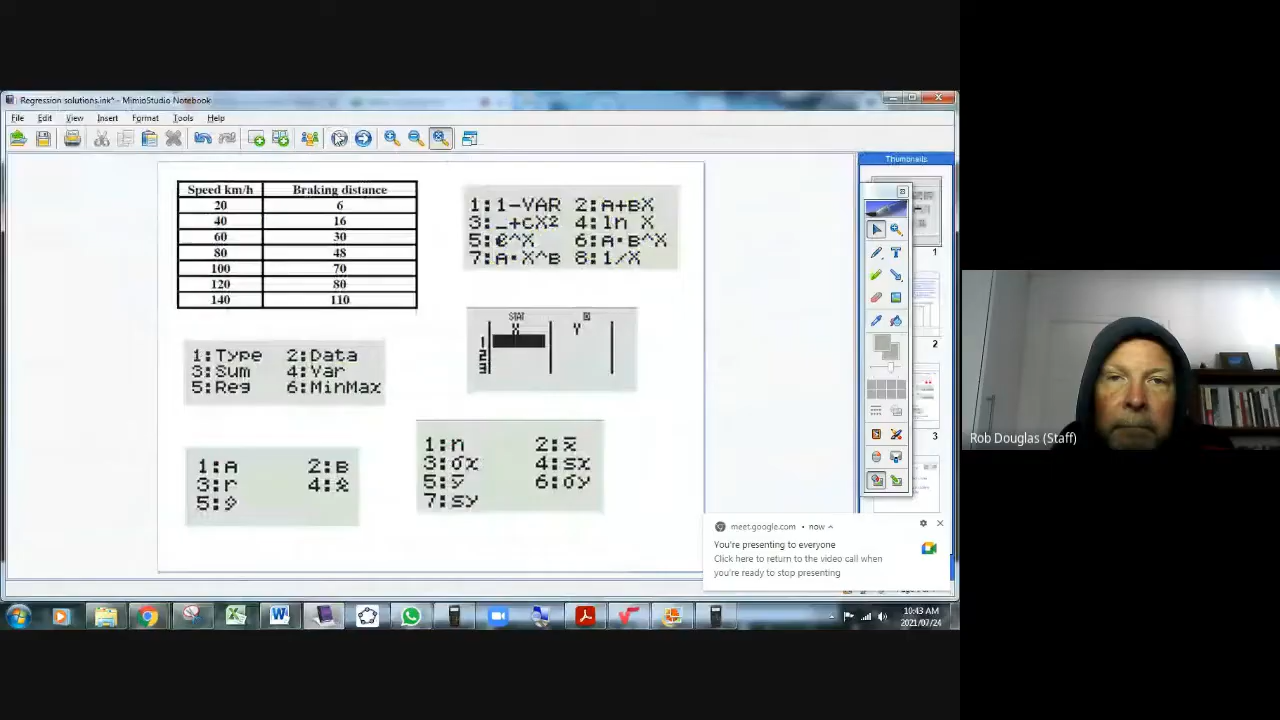 Regression solutions.ink* - MimioStudio Notebook
File Edit View Insert Format Tools Help
Thumbnails
Speed km/h Braking distance
20 6
40 16
60 30
80 48
100 70
120 80
140 110
1:1-VAR 2:A+BX
3:_+CX² 4:ln X
5:e^X 6:A·B^X
7:A·X^B 8:1/X
STAT D
X Y
1
2
3
1:Type 2:Data
3:Sum 4:Var
5:Reg 6:MinMax
1:A 2:B
3:r 4:x̂
5:ŷ
1:n 2:x̅
3:σx 4:sx
5:y̅ 6:σy
7:sy
1
2
3
Rob Douglas (Staff)
meet.google.com • now
You're presenting to everyone
Click here to return to the video call when
you're ready to stop presenting
10:43 AM
2021/07/24